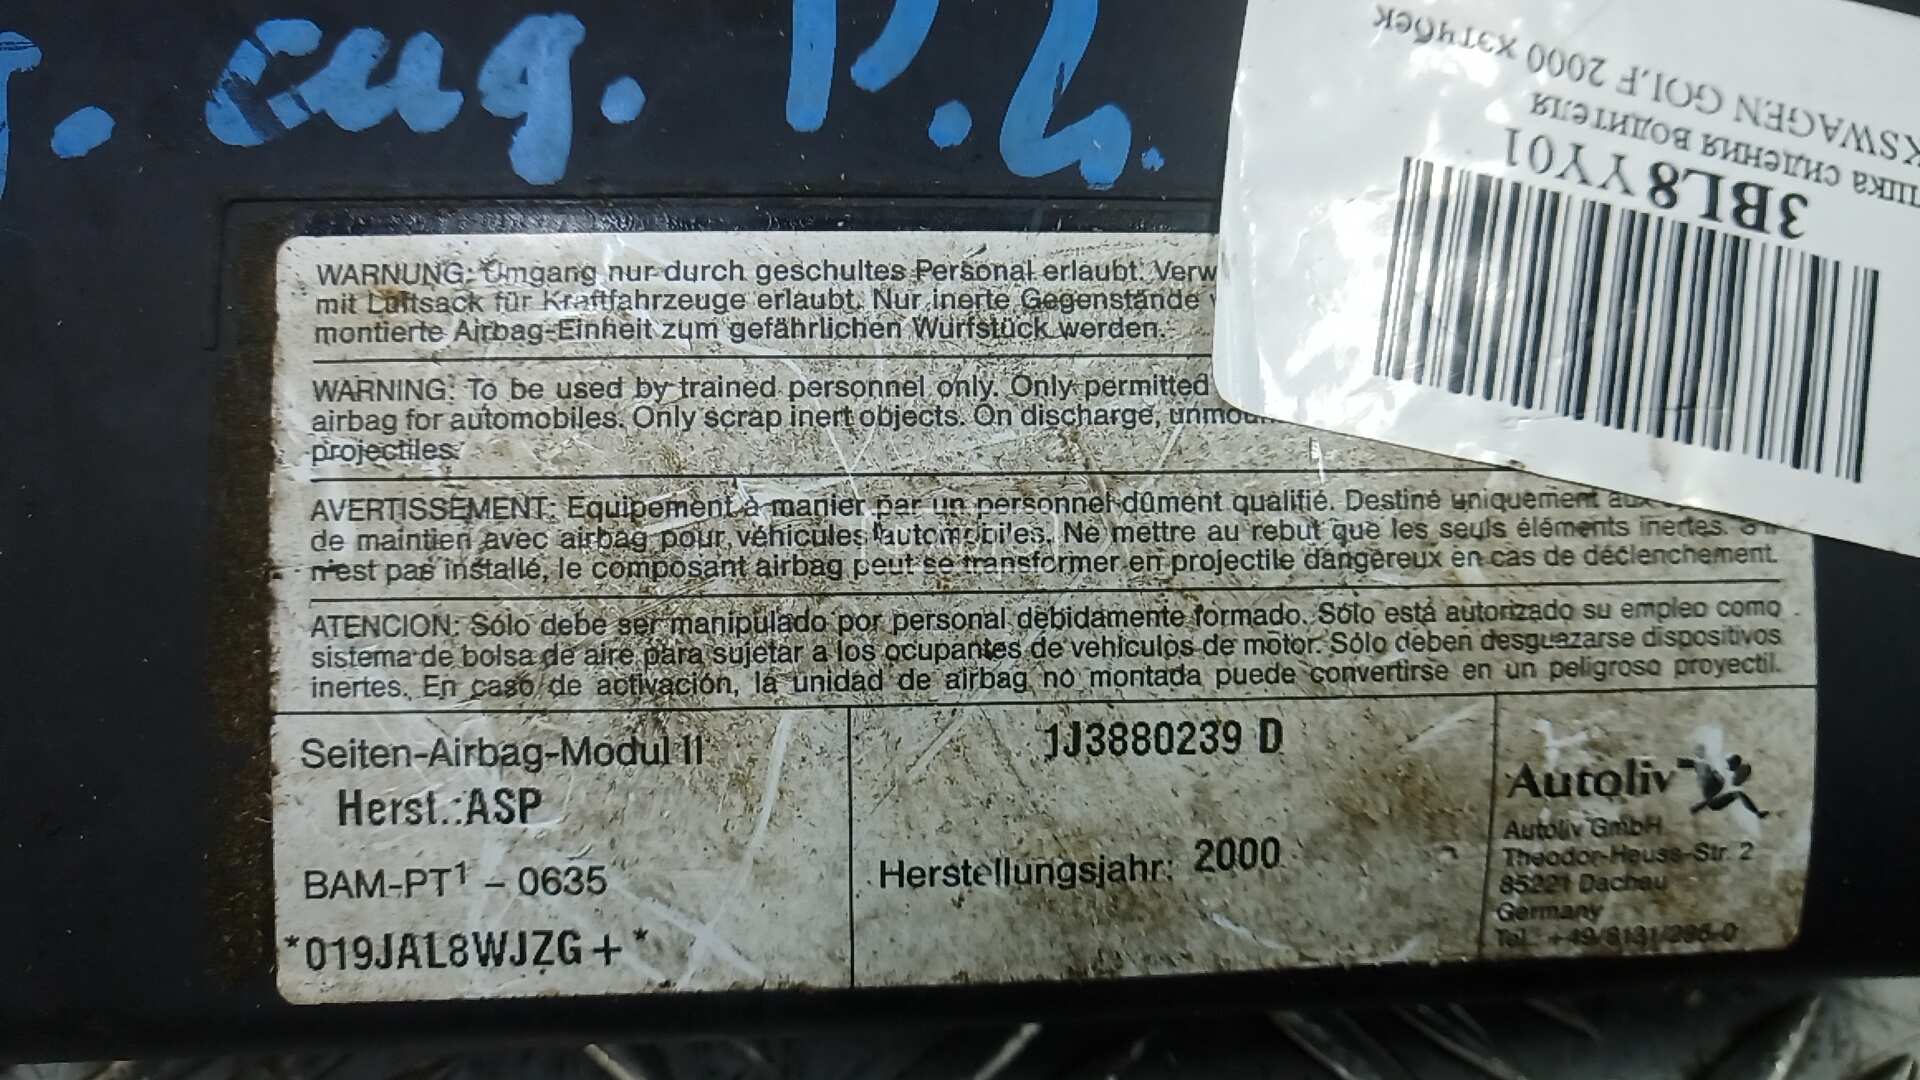 . сид. В.Г.
WARNUNG: Umgang nur durch geschultes Personal erlaubt. Verw
mit Luftsack für Kraftfahrzeuge erlaubt. Nur inerte Gegenstände
montierte Airbag-Einheit zum gefährlichen Wurfstück werden.
WARNING: To be used by trained personnel only. Only permitted
airbag for automobiles. Only scrap inert objects. On discharge, unmou
projectiles.
AVERTISSEMENT: Equipement à manier par un personnel dûment qualifié. Destiné uniquement aux
de maintien avec airbag pour véhicules automobiles. Ne mettre au rebut que les seuls éléments inertes. S'il
n'est pas installé, le composant airbag peut se transformer en projectile dangereux en cas de déclenchement.
ATENCION: Sólo debe ser manipulado por personal debidamente formado. Sólo está autorizado su empleo como
sistema de bolsa de aire para sujetar a los ocupantes de vehículos de motor. Sólo deben desguazarse dispositivos
inertes. En caso de activación, la unidad de airbag no montada puede convertirse en un peligroso proyectil.
Seiten-Airbag-Modul II
Herst.:ASP
BAM-PT1 – 0635
*019JAL8WJZG+*
1J3880239 D
Herstellungsjahr: 2000
Autoliv
Autoliv GmbH
Theodor-Heuss-Str. 2
85221 Dachau
Germany
Tel.: +49/8131/295-0
3BL8YY01
шка сидения водителя
KSWAGEN GOLF 2000 хэтчбек